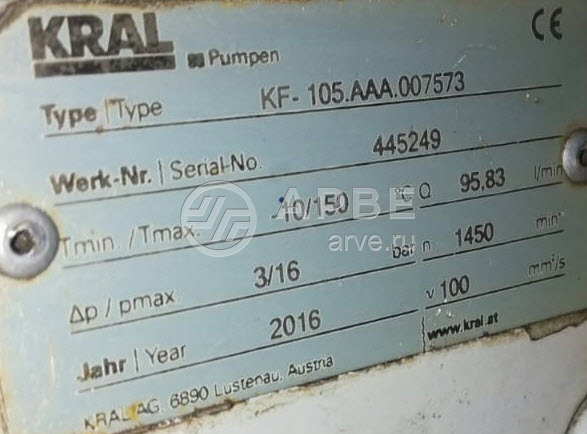 KRAL
Pumpen
CE
Type | Type KF-105.AAA.007573
Werk-Nr. | Serial-No. 445249
Tmin. / Tmax. -10/150 °C Q 95,83 l/min
Δp / pmax. 3/16 bar n 1450 min⁻¹
Jahr | Year 2016 ν 100 mm²/s
KRAL AG, 6890 Lustenau, Austria www.kral.at
АРВЕ
arve.ru